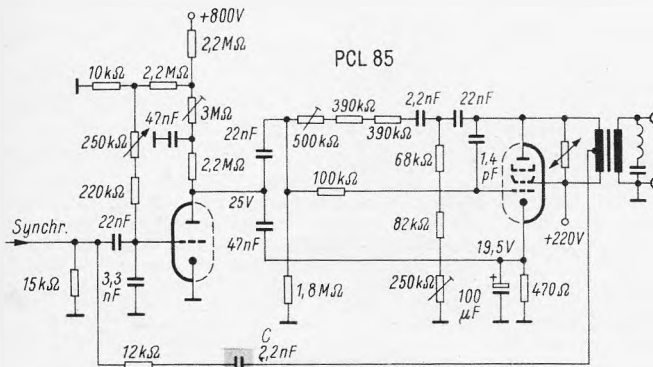 +800V
2,2MΩ
PCL 85
10kΩ
2,2MΩ
3MΩ
47nF
250kΩ
2,2MΩ
22nF
500kΩ
390kΩ
390kΩ
2,2nF
22nF
68kΩ
1,4
pF
220kΩ
25V
100kΩ
Synchr.
22nF
47nF
82kΩ
19,5V
+220V
15kΩ
3,3
nF
1,8MΩ
250kΩ
+
100
μF
470Ω
12kΩ
C
2,2nF